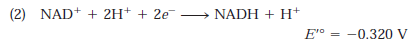 (2) NAD⁺ + 2H⁺ + 2e⁻ ⟶ NADH + H⁺
E′° = −0.320 V